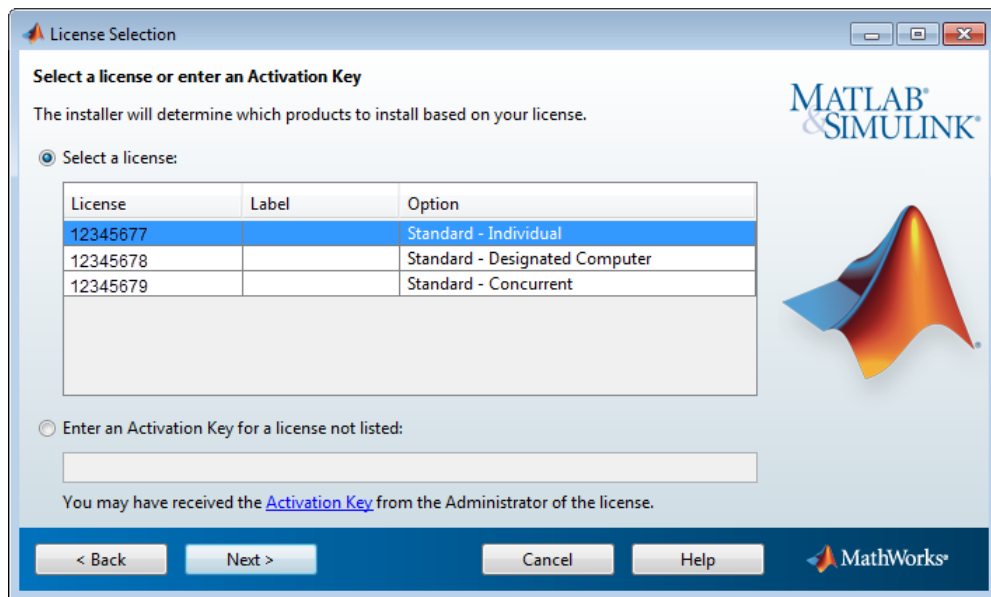 License Selection
Select a license or enter an Activation Key
The installer will determine which products to install based on your license.
MATLAB®
&SIMULINK®
Select a license:
License Label Option
12345677 Standard - Individual
12345678 Standard - Designated Computer
12345679 Standard - Concurrent
®
Enter an Activation Key for a license not listed:
You may have received the Activation Key from the Administrator of the license.
< Back Next > Cancel Help MathWorks®